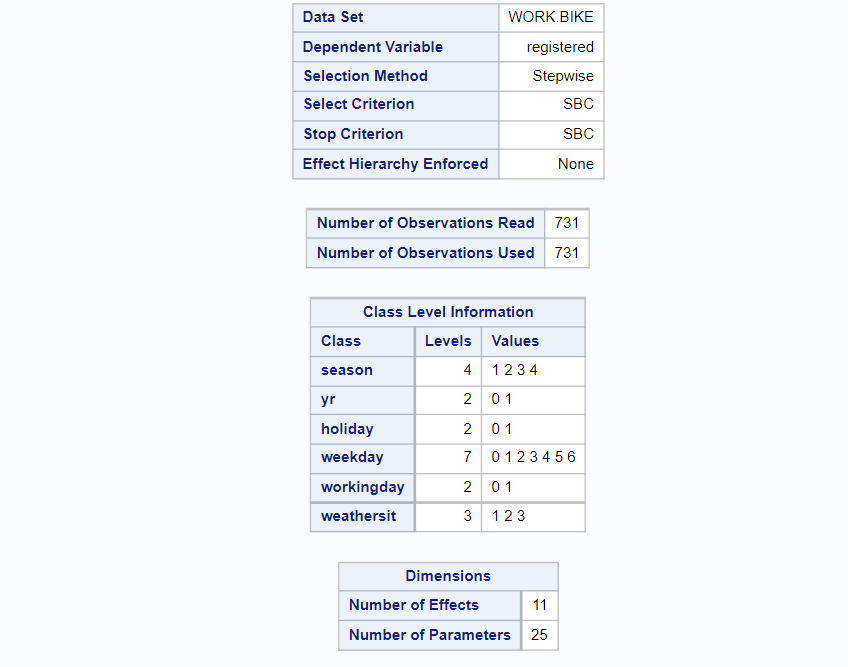 Data Set WORK.BIKE
Dependent Variable registered
Selection Method Stepwise
Select Criterion SBC
Stop Criterion SBC
Effect Hierarchy Enforced None
Number of Observations Read 731
Number of Observations Used 731
Class Level Information
Class Levels Values
season 4 1 2 3 4
yr 2 0 1
holiday 2 0 1
weekday 7 0 1 2 3 4 5 6
workingday 2 0 1
weathersit 3 1 2 3
Dimensions
Number of Effects 11
Number of Parameters 25